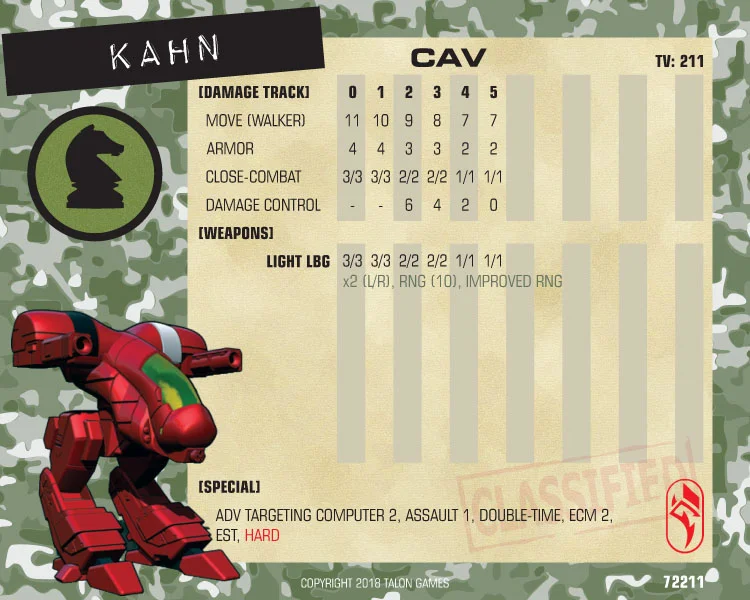 KAHN
CAV
TV: 211
[DAMAGE TRACK] 0 1 2 3 4 5
MOVE (WALKER) 11 10 9 8 7 7
ARMOR 4 4 3 3 2 2
CLOSE-COMBAT 3/3 3/3 2/2 2/2 1/1 1/1
DAMAGE CONTROL - - 6 4 2 0
[WEAPONS]
LIGHT LBG 3/3 3/3 2/2 2/2 1/1 1/1
x2 (L/R), RNG (10), IMPROVED RNG
[SPECIAL]
CLASSIFIED
ADV TARGETING COMPUTER 2, ASSAULT 1, DOUBLE-TIME, ECM 2,
EST, HARD
COPYRIGHT 2018 TALON GAMES
72211